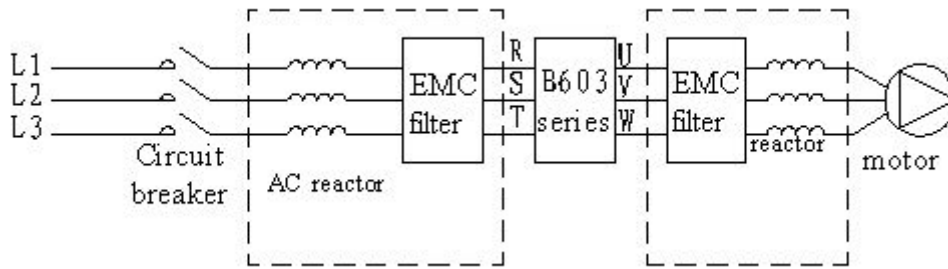 L1
L2
L3
Circuit
breaker
AC reactor
EMC
filter
R
S
T
B603
series
U
V
W
EMC
filter
reactor
motor